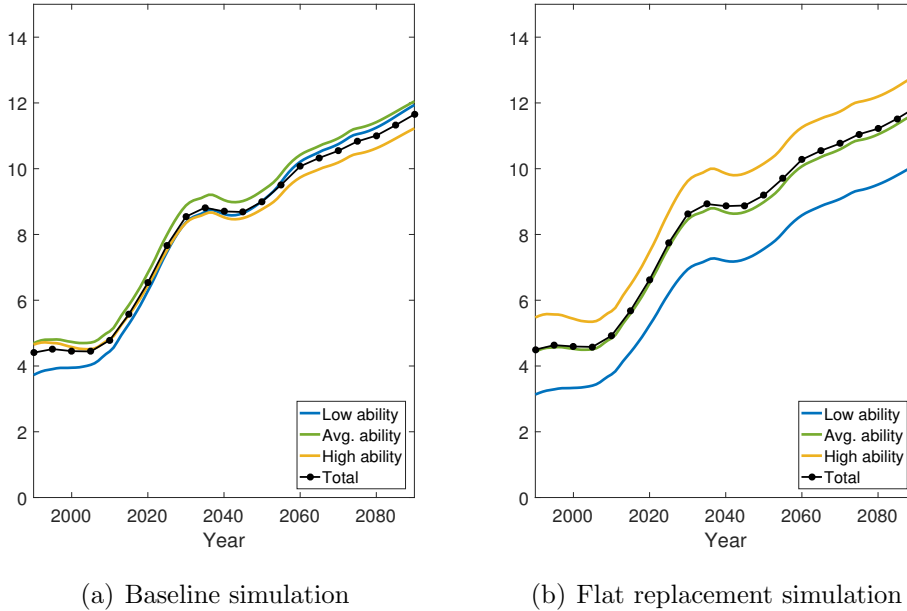 14
12
10
8
6
4
2
0
2000 2020 2040 2060 2080
Year
Low ability
Avg. ability
High ability
Total
(a) Baseline simulation
14
12
10
8
6
4
2
0
2000 2020 2040 2060 2080
Year
Low ability
Avg. ability
High ability
Total
(b) Flat replacement simulation